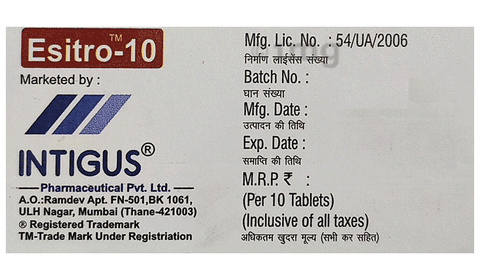 Esitro-10™
Marketed by :
INTIGUS®
Pharmaceutical Pvt. Ltd.
A.O.:Ramdev Apt. FN-501,BK 1061,
ULH Nagar, Mumbai (Thane-421003)
® Registered Trademark
TM-Trade Mark Under Registriation
Mfg. Lic. No. : 54/UA/2006
निर्माण लाईसेंस संख्या
Batch No. :
घान संख्या
Mfg. Date :
उत्पादन की तिथि
Exp. Date :
समाप्ति की तिथि
M.R.P. ₹ :
(Per 10 Tablets)
(Inclusive of all taxes)
अधिकतम खुदरा मूल्य (सभी कर सहित)